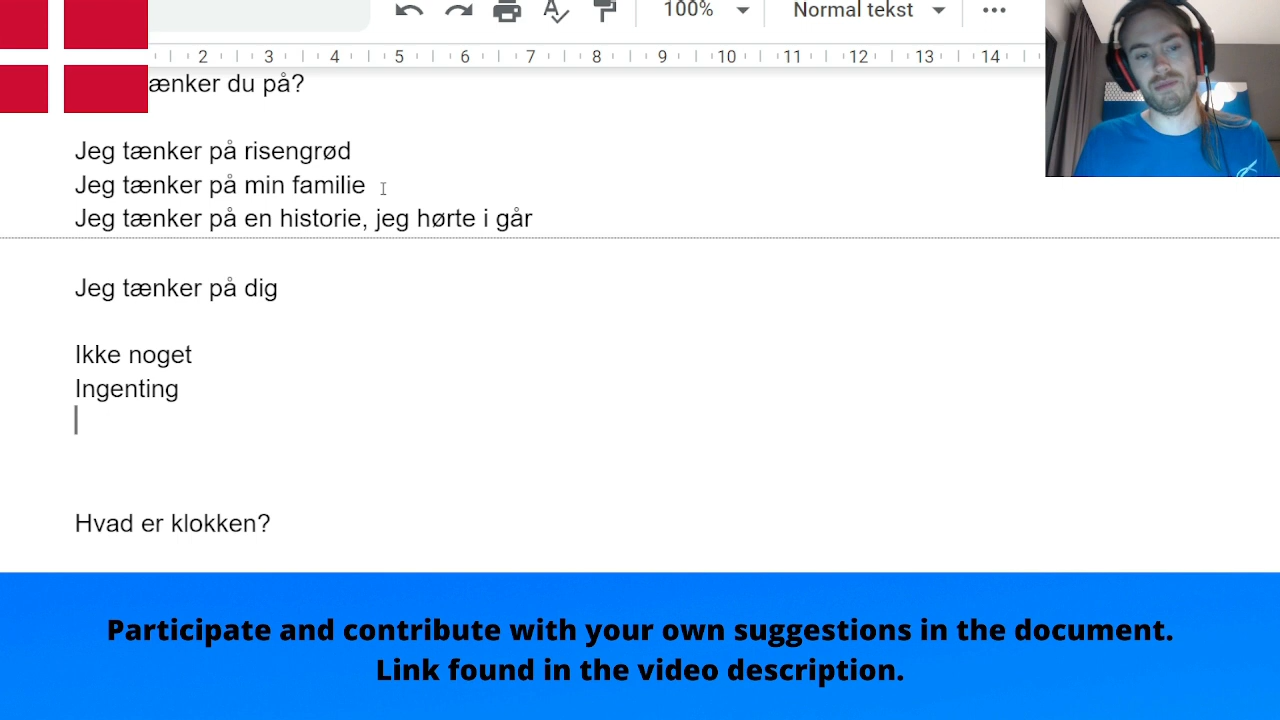 100% Normal tekst
2 3 4 5 6 7 8 9 10 11 12 13 14
ænker du på?
Jeg tænker på risengrød
Jeg tænker på min familie
Jeg tænker på en historie, jeg hørte i går
Jeg tænker på dig
Ikke noget
Ingenting
Hvad er klokken?
Participate and contribute with your own suggestions in the document.
Link found in the video description.